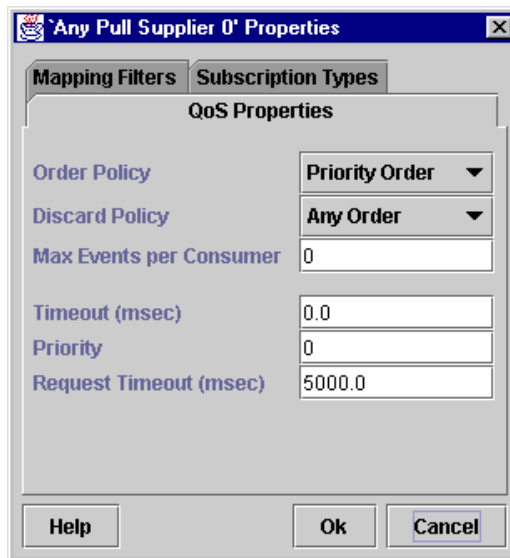 `Any Pull Supplier 0' Properties
Mapping Filters Subscription Types
QoS Properties
Order Policy Priority Order
Discard Policy Any Order
Max Events per Consumer 0
Timeout (msec) 0.0
Priority 0
Request Timeout (msec) 5000.0
Help Ok Cancel